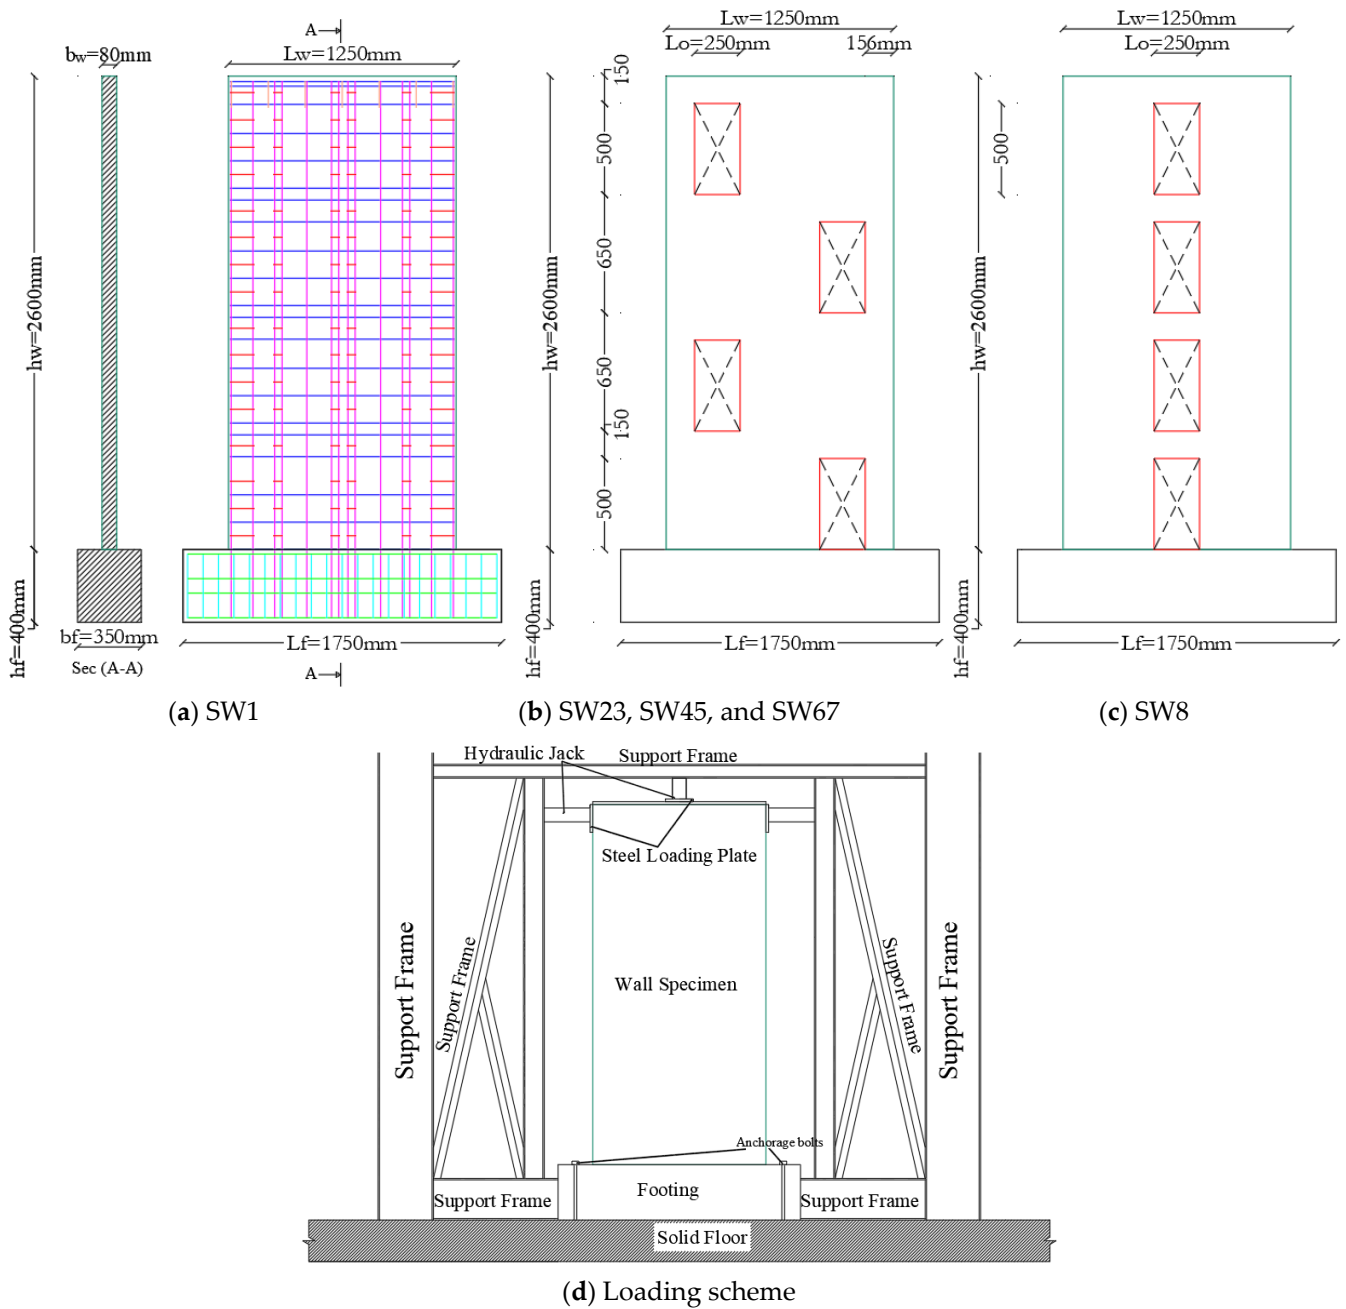 A
bw=80mm
Lw=1250mm
hw=2600mm
hf=400mm
bf=350mm
Sec (A-A)
Lf=1750mm
A
(a) SW1
Lw=1250mm
Lo=250mm
156mm
150
500
650
650
150
500
hw=2600mm
hf=400mm
Lf=1750mm
(b) SW23, SW45, and SW67
Lw=1250mm
Lo=250mm
500
hw=2600mm
hf=400mm
Lf=1750mm
(c) SW8
Hydraulic Jack
Support Frame
Steel Loading Plate
Support Frame
Support Frame
Wall Specimen
Support Frame
Support Frame
Anchorage bolts
Support Frame
Footing
Support Frame
Solid Floor
(d) Loading scheme